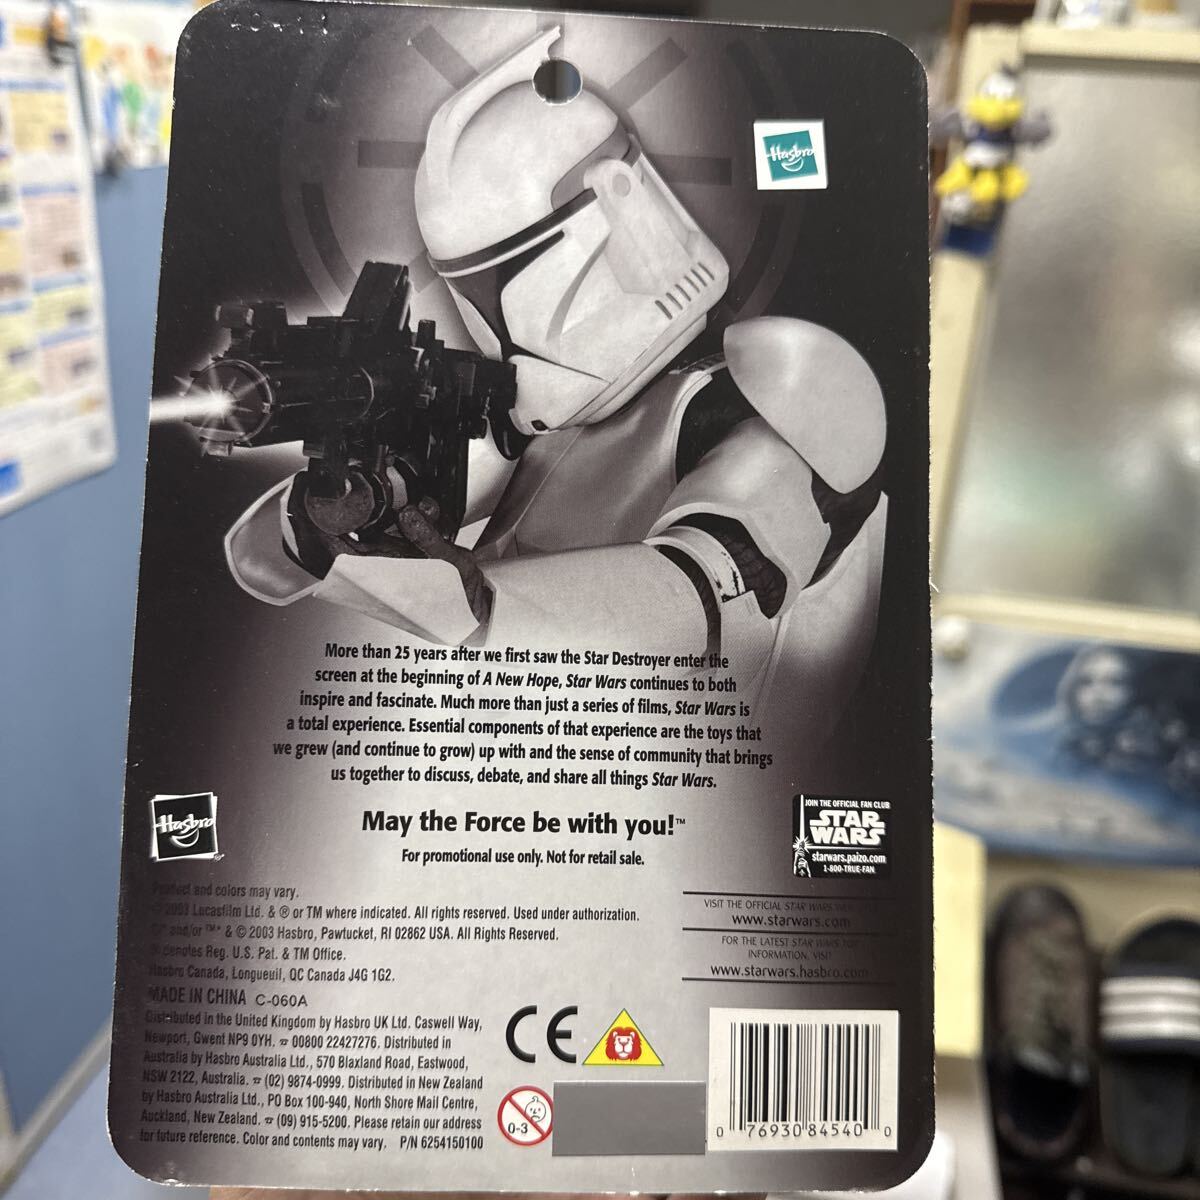 Hasbro
More than 25 years after we first saw the Star Destroyer enter the
screen at the beginning of A New Hope, Star Wars continues to both
inspire and fascinate. Much more than just a series of films, Star Wars is
a total experience. Essential components of that experience are the toys that
we grew (and continue to grow) up with and the sense of community that brings
us together to discuss, debate, and share all things Star Wars.
May the Force be with you!™
For promotional use only. Not for retail sale.
Hasbro
JOIN THE OFFICIAL FAN CLUB
STAR
WARS
starwars.paizo.com
1-800-TRUE-FAN
Product and colors may vary.
© 2003 Lucasfilm Ltd. & ® or TM where indicated. All rights reserved. Used under authorization.
®* and/or ™* & © 2003 Hasbro, Pawtucket, RI 02862 USA. All Rights Reserved.
® denotes Reg. U.S. Pat. & TM Office.
Hasbro Canada, Longueuil, QC Canada J4G 1G2.
MADE IN CHINA C-060A
Distributed in the United Kingdom by Hasbro UK Ltd. Caswell Way,
Newport, Gwent NP9 0YH. ☎ 00800 22427276. Distributed in
Australia by Hasbro Australia Ltd., 570 Blaxland Road, Eastwood,
NSW 2122, Australia. ☎ (02) 9874-0999. Distributed in New Zealand
by Hasbro Australia Ltd., PO Box 100-940, North Shore Mail Centre,
Auckland, New Zealand. ☎ (09) 915-5200. Please retain our address
for future reference. Color and contents may vary. P/N 6254150100
VISIT THE OFFICIAL STAR WARS WEB SITE
www.starwars.com
FOR THE LATEST STAR WARS TOY
INFORMATION, VISIT
www.starwars.hasbro.com
CE
0-3
0 76930 84540 0